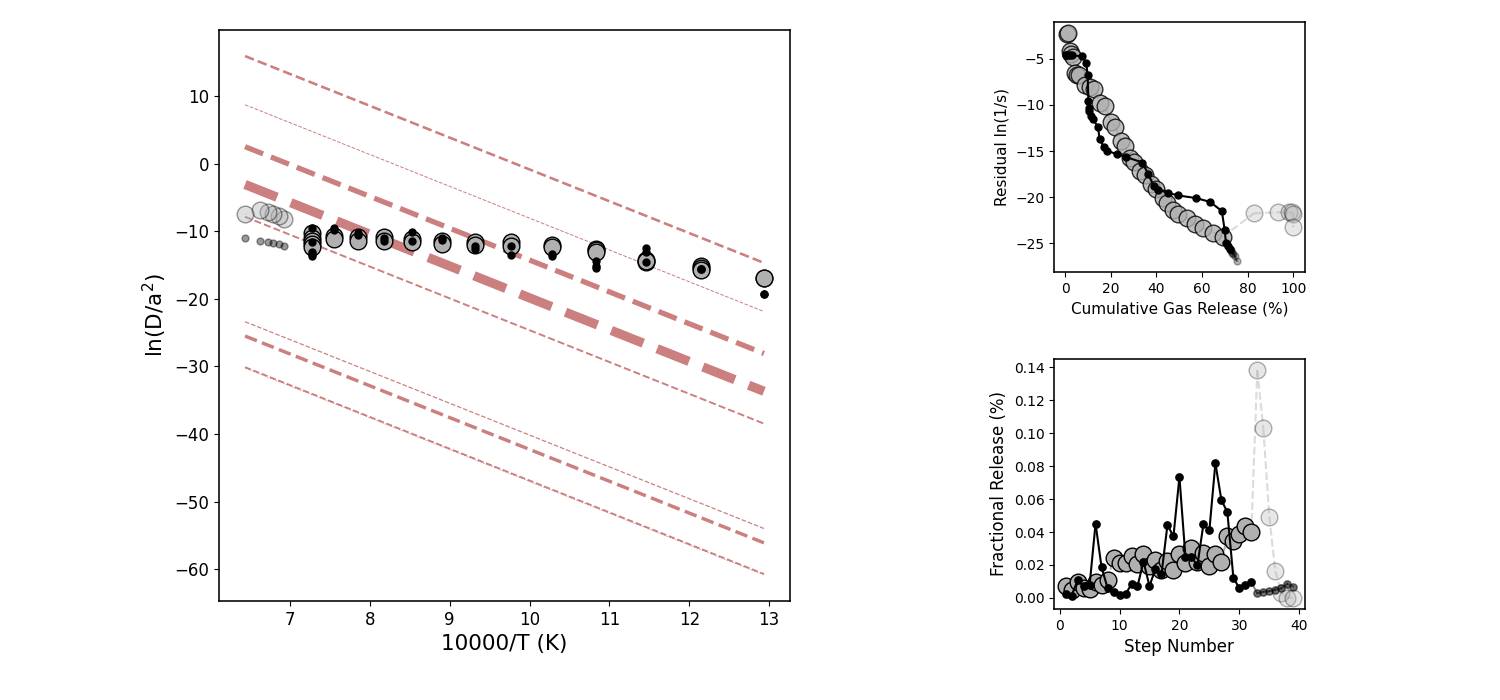 10
0
−10
−20
−30
−40
−50
−60
ln(D/a²)
7 8 9 10 11 12 13
10000/T (K)
−5
−10
−15
−20
−25
Residual ln(1/s)
0 20 40 60 80 100
Cumulative Gas Release (%)
0.14
0.12
0.10
0.08
0.06
0.04
0.02
0.00
Fractional Release (%)
0 10 20 30 40
Step Number